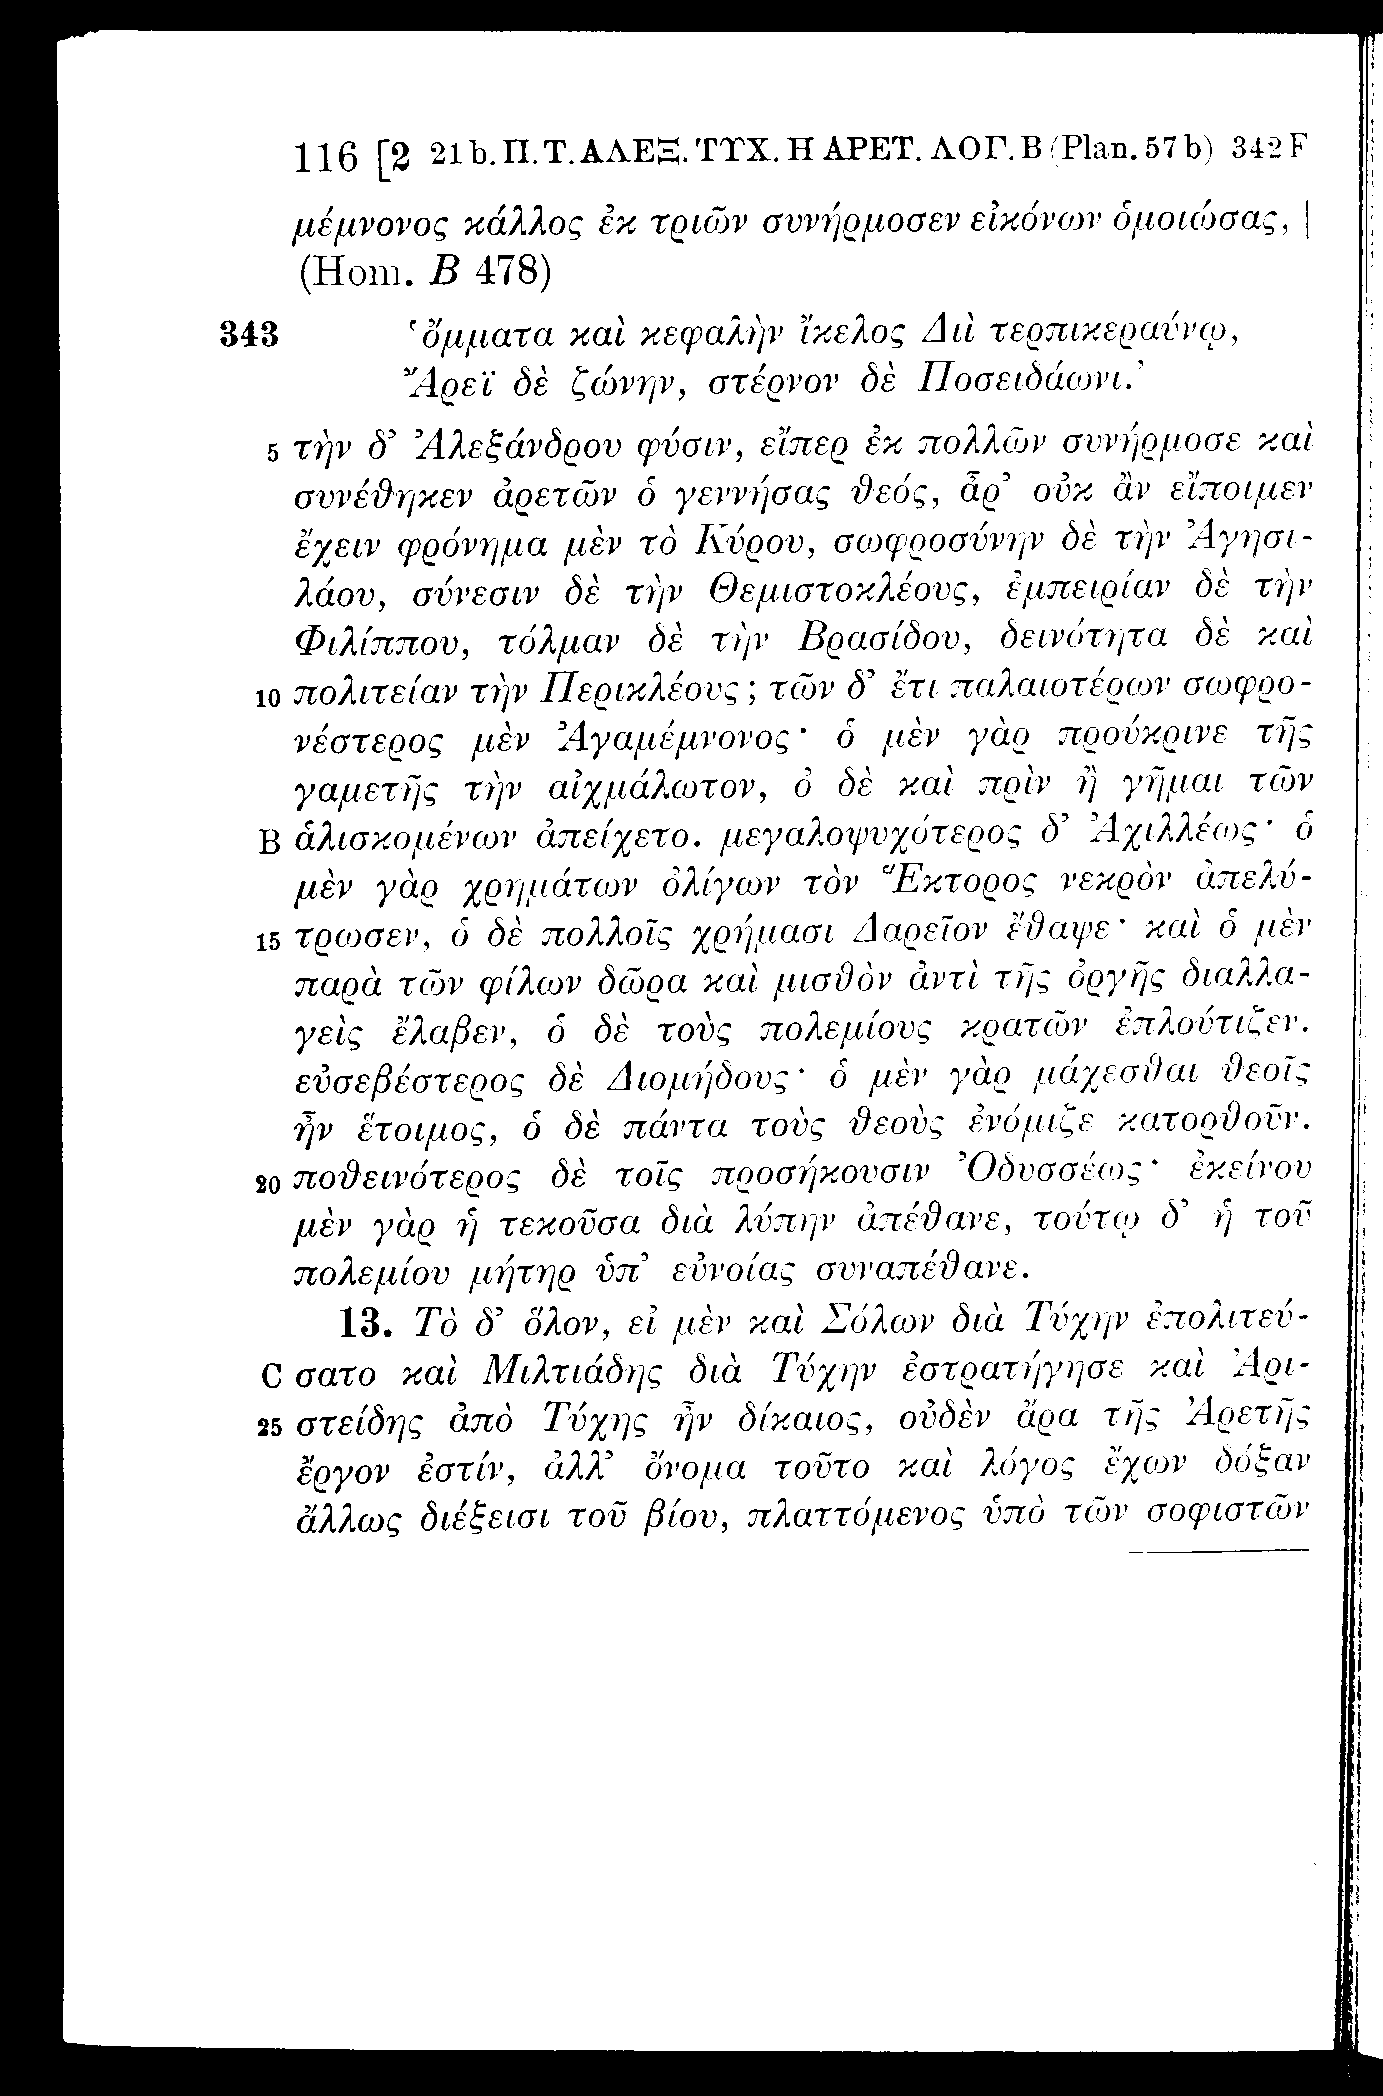 116 [2 21b. Π. Τ. ΑΛΕΞ. ΤΥΧ. Η ΑΡΕΤ. ΛΟΓ. Β (Plan. 57b) 342 F
μέμνονος κάλλος ἐκ τριῶν συνήρμοσεν εἰκόνων ὁμοιώσας, |
(Hom. B 478)
343 ‘ὄμματα καὶ κεφαλὴν ἴκελος Διὶ τερπικεραύνῳ,
Ἄρεϊ δὲ ζώνην, στέρνον δὲ Ποσειδάωνι.’
5 τὴν δ’ Ἀλεξάνδρου φύσιν, εἴπερ ἐκ πολλῶν συνήρμοσε καὶ
συνέθηκεν ἀρετῶν ὁ γεννήσας θεός, ἆρ’ οὐκ ἂν εἴποιμεν
ἔχειν φρόνημα μὲν τὸ Κύρου, σωφροσύνην δὲ τὴν Ἀγησι-
λάου, σύνεσιν δὲ τὴν Θεμιστοκλέους, ἐμπειρίαν δὲ τὴν
Φιλίππου, τόλμαν δὲ τὴν Βρασίδου, δεινότητα δὲ καὶ
10 πολιτείαν τὴν Περικλέους; τῶν δ’ ἔτι παλαιοτέρων σωφρο-
νέστερος μὲν Ἀγαμέμνονος· ὁ μὲν γὰρ προύκρινε τῆς
γαμετῆς τὴν αἰχμάλωτον, ὁ δὲ καὶ πρὶν ἢ γῆμαι τῶν
B ἁλισκομένων ἀπείχετο. μεγαλοψυχότερος δ’ Ἀχιλλέως· ὁ
μὲν γὰρ χρημάτων ὀλίγων τὸν Ἕκτορος νεκρὸν ἀπελύ-
15 τρωσεν, ὁ δὲ πολλοῖς χρήμασι Δαρεῖον ἔθαψε· καὶ ὁ μὲν
παρὰ τῶν φίλων δῶρα καὶ μισθὸν ἀντὶ τῆς ὀργῆς διαλλα-
γεὶς ἔλαβεν, ὁ δὲ τοὺς πολεμίους κρατῶν ἐπλούτιζεν.
εὐσεβέστερος δὲ Διομήδους· ὁ μὲν γὰρ μάχεσθαι θεοῖς
ἦν ἕτοιμος, ὁ δὲ πάντα τοὺς θεοὺς ἐνόμιζε κατορθοῦν.
20 ποθεινότερος δὲ τοῖς προσήκουσιν Ὀδυσσέως· ἐκείνου
μὲν γὰρ ἡ τεκοῦσα διὰ λύπην ἀπέθανε, τούτῳ δ’ ἡ τοῦ
πολεμίου μήτηρ ὑπ’ εὐνοίας συναπέθανε.
13. Τὸ δ’ ὅλον, εἰ μὲν καὶ Σόλων διὰ Τύχην ἐπολιτεύ-
C σατο καὶ Μιλτιάδης διὰ Τύχην ἐστρατήγησε καὶ Ἀρι-
25 στείδης ἀπὸ Τύχης ἦν δίκαιος, οὐδὲν ἄρα τῆς Ἀρετῆς
ἔργον ἐστίν, ἀλλ’ ὄνομα τοῦτο καὶ λόγος ἔχων δόξαν
ἄλλως διέξεισι τοῦ βίου, πλαττόμενος ὑπὸ τῶν σοφιστῶν